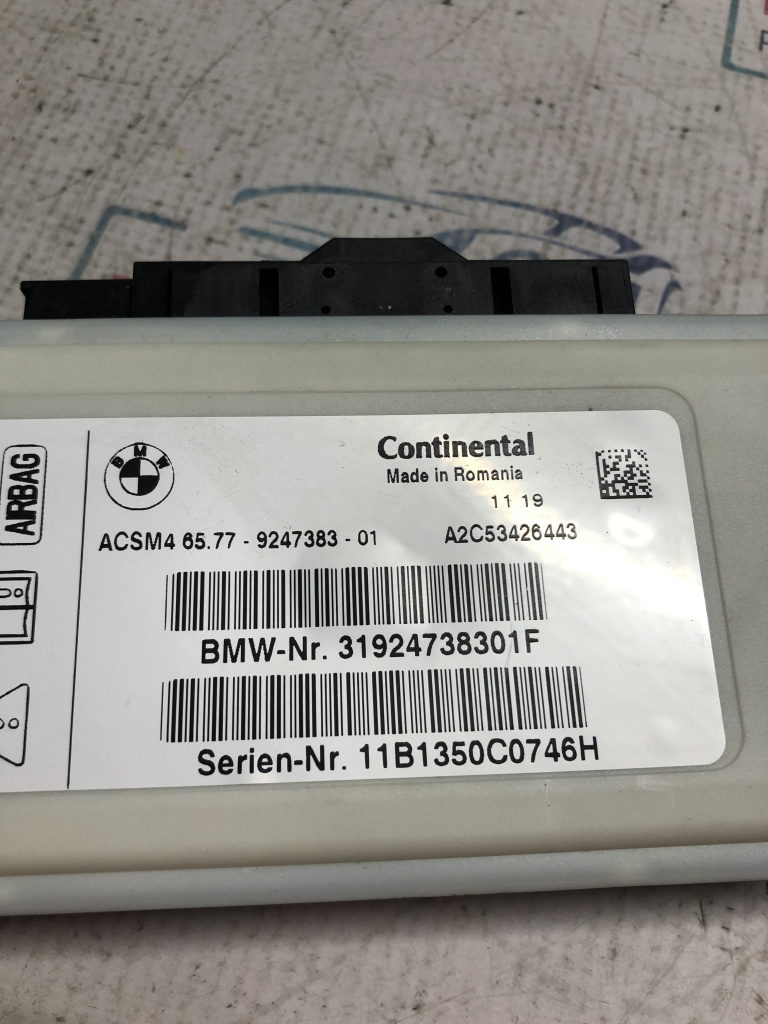 AIRBAG
BMW
Continental
Made in Romania
11 19
ACSM4 65.77 - 9247383 - 01 A2C53426443
BMW-Nr. 31924738301F
Serien-Nr. 11B1350C0746H